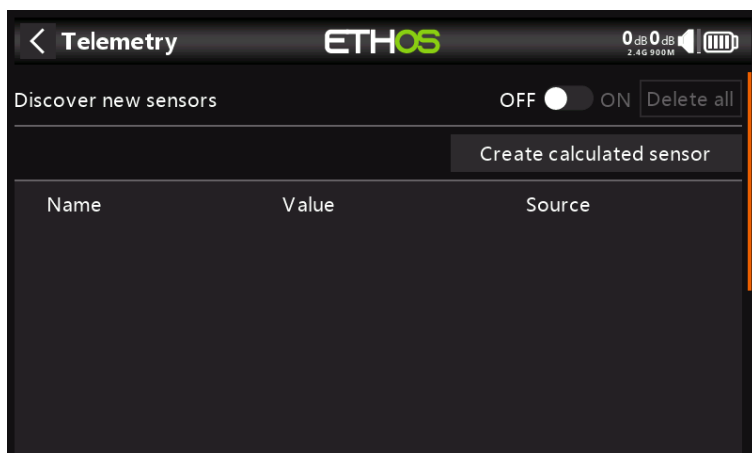 Telemetry
ETHOS
0dB 0dB
2.4G 900M
Discover new sensors
OFF ON Delete all
Create calculated sensor
Name Value Source